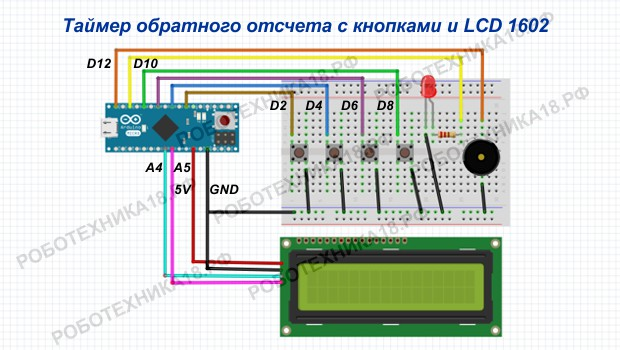 Таймер обратного отсчета с кнопками и LCD 1602
D12 D10
D2 D4 D6 D8
A4 A5
5V GND
РОБОТЕХНИКА18.РФ
РОБОТЕХНИКА18.РФ
РОБОТЕХНИКА18.РФ
РОБОТЕХНИКА18.РФ
РОБОТЕХНИКА18.РФ
РОБОТЕХНИКА18.РФ